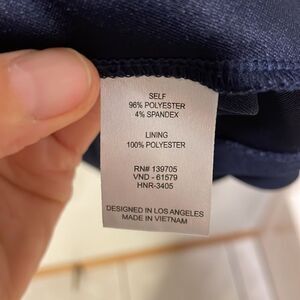 SELF
96% POLYESTER
4% SPANDEX
LINING
100% POLYESTER
RN# 139705
VND - 61579
HNR-3405
DESIGNED IN LOS ANGELES
MADE IN VIETNAM